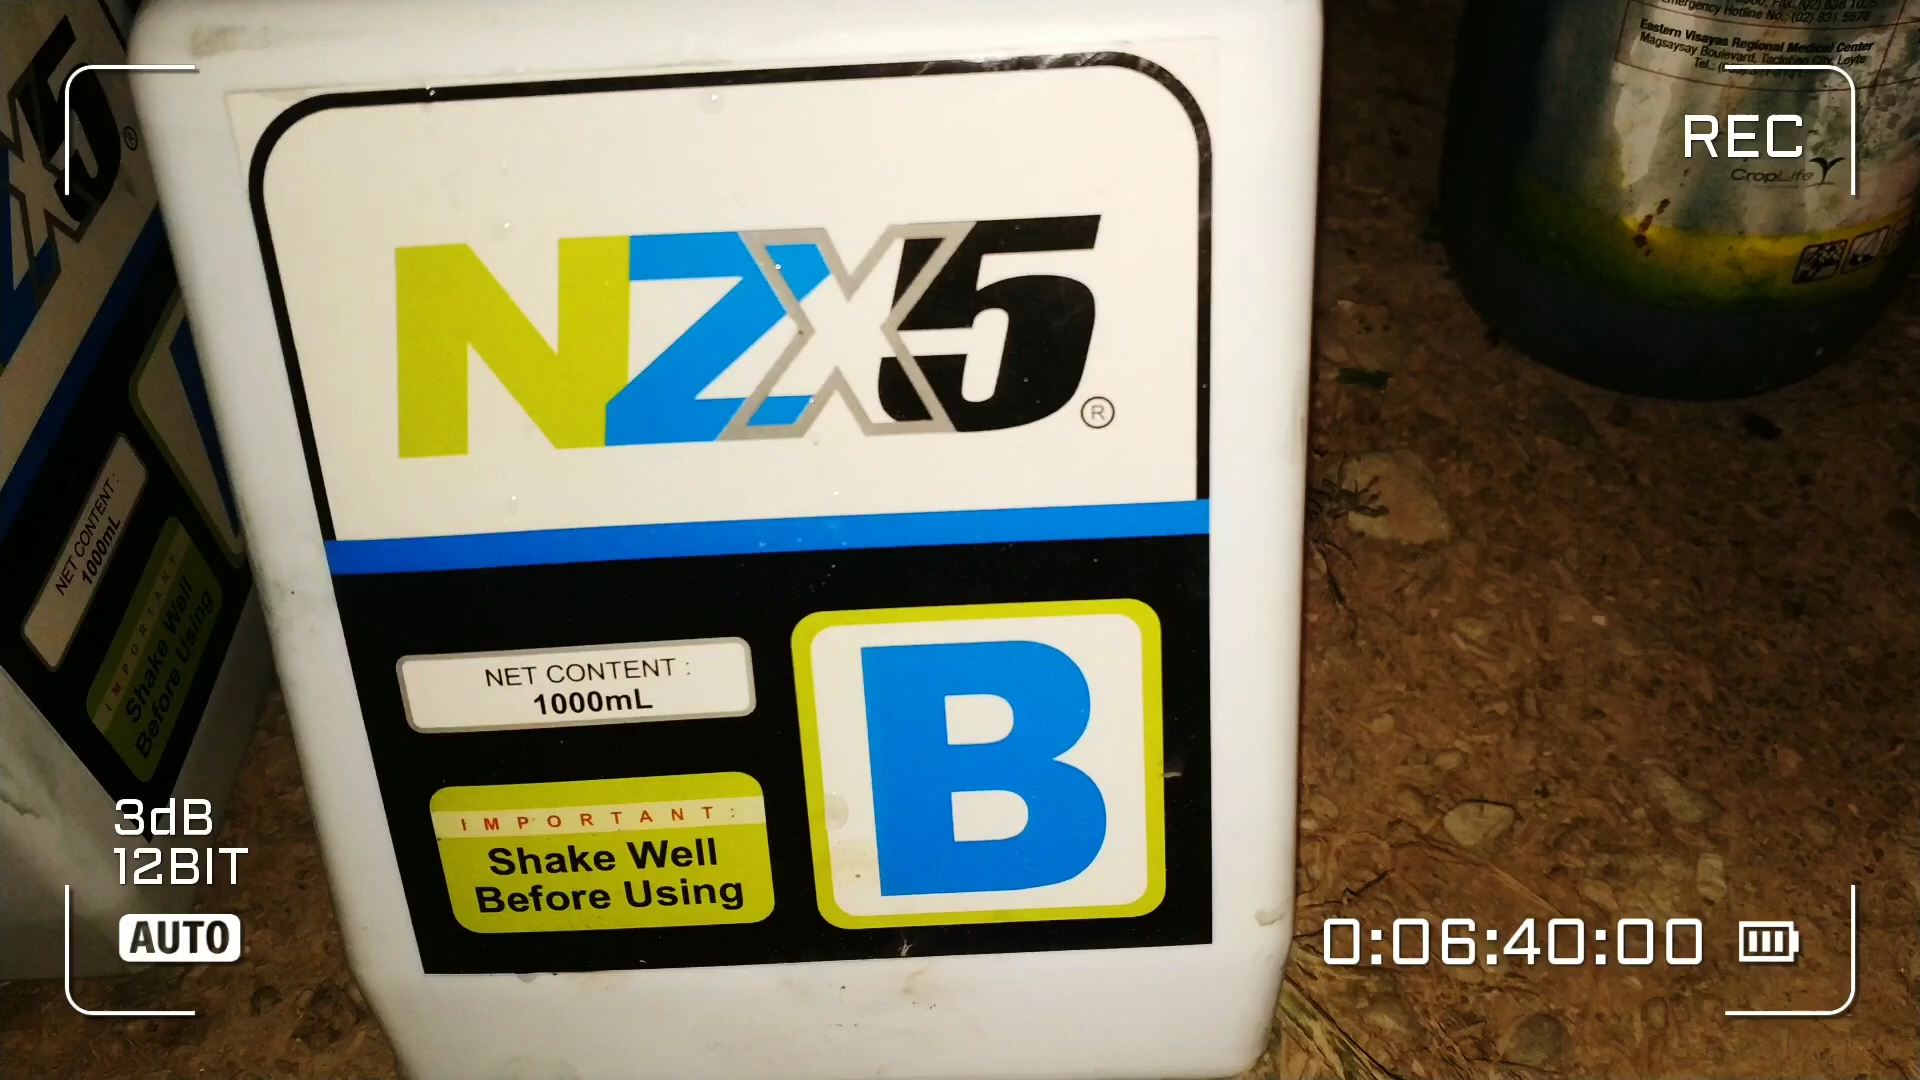 NZX5®
NET CONTENT :
1000mL
IMPORTANT:
Shake Well
Before Using
B
X5®
NET CONTENT :
1000mL
IMPORTANT
Shake Well
Before Using
Emergency Hotline No.: (02) 831 5578
Eastern Visayas Regional Medical Center
Magsaysay Boulevard, Tacloban City, Leyte
Tel.:
CropLife
REC
3dB
12BIT
AUTO
0:06:40:00